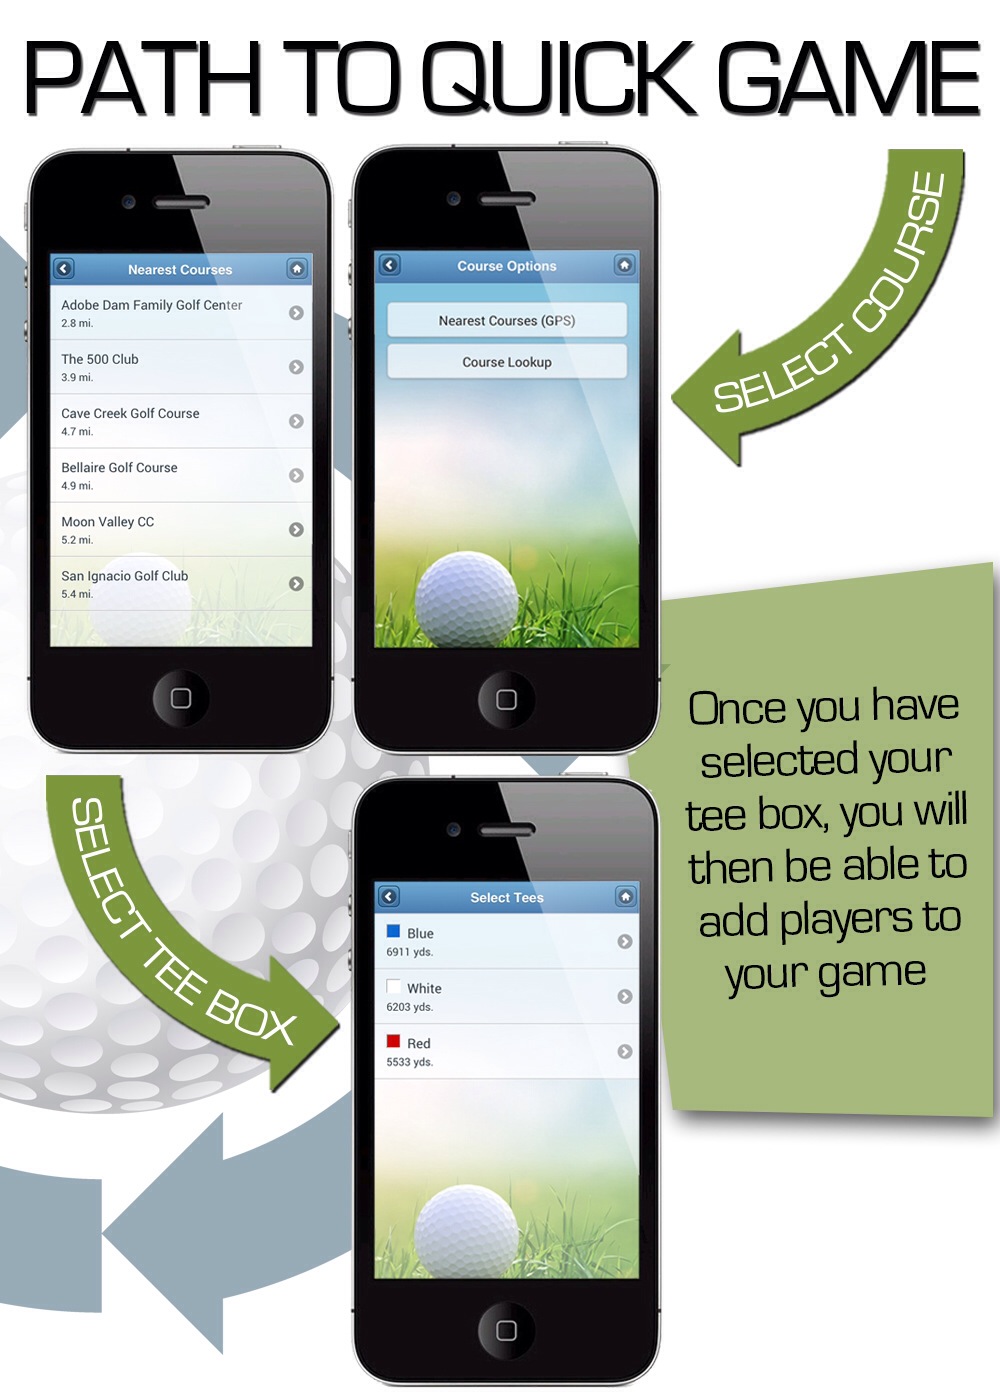 PATH TO QUICK GAME
SELECT COURSE
Course Options
Nearest Courses (GPS)
Course Lookup
Nearest Courses
Adobe Dam Family Golf Center
2.8 mi.
The 500 Club
3.9 mi.
Cave Creek Golf Course
4.7 mi.
Bellaire Golf Course
4.9 mi.
Moon Valley CC
5.2 mi.
San Ignacio Golf Club
5.4 mi.
SELECT TEE BOX
Select Tees
Blue
6911 yds.
White
6203 yds.
Red
5533 yds.
Once you have
selected your
tee box, you will
then be able to
add players to
your game